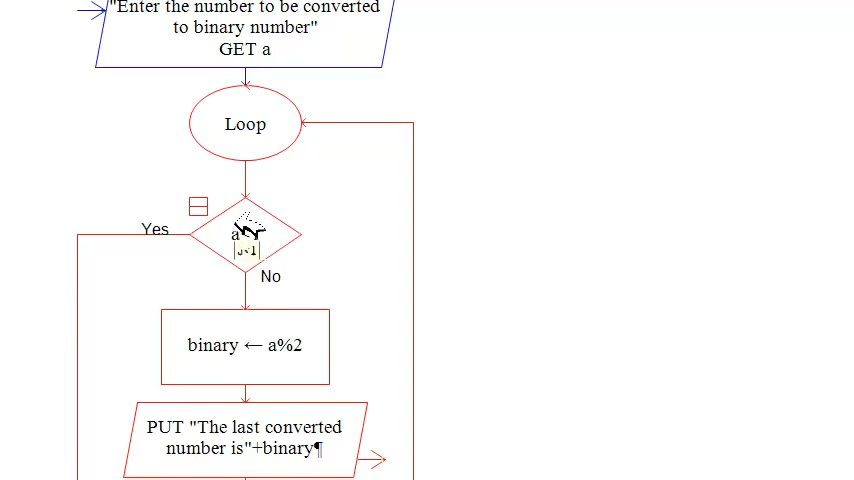 "Enter the number to be converted
to binary number"
GET a
Loop
Yes
a<1
No
binary ← a%2
PUT "The last converted
number is"+binary¶